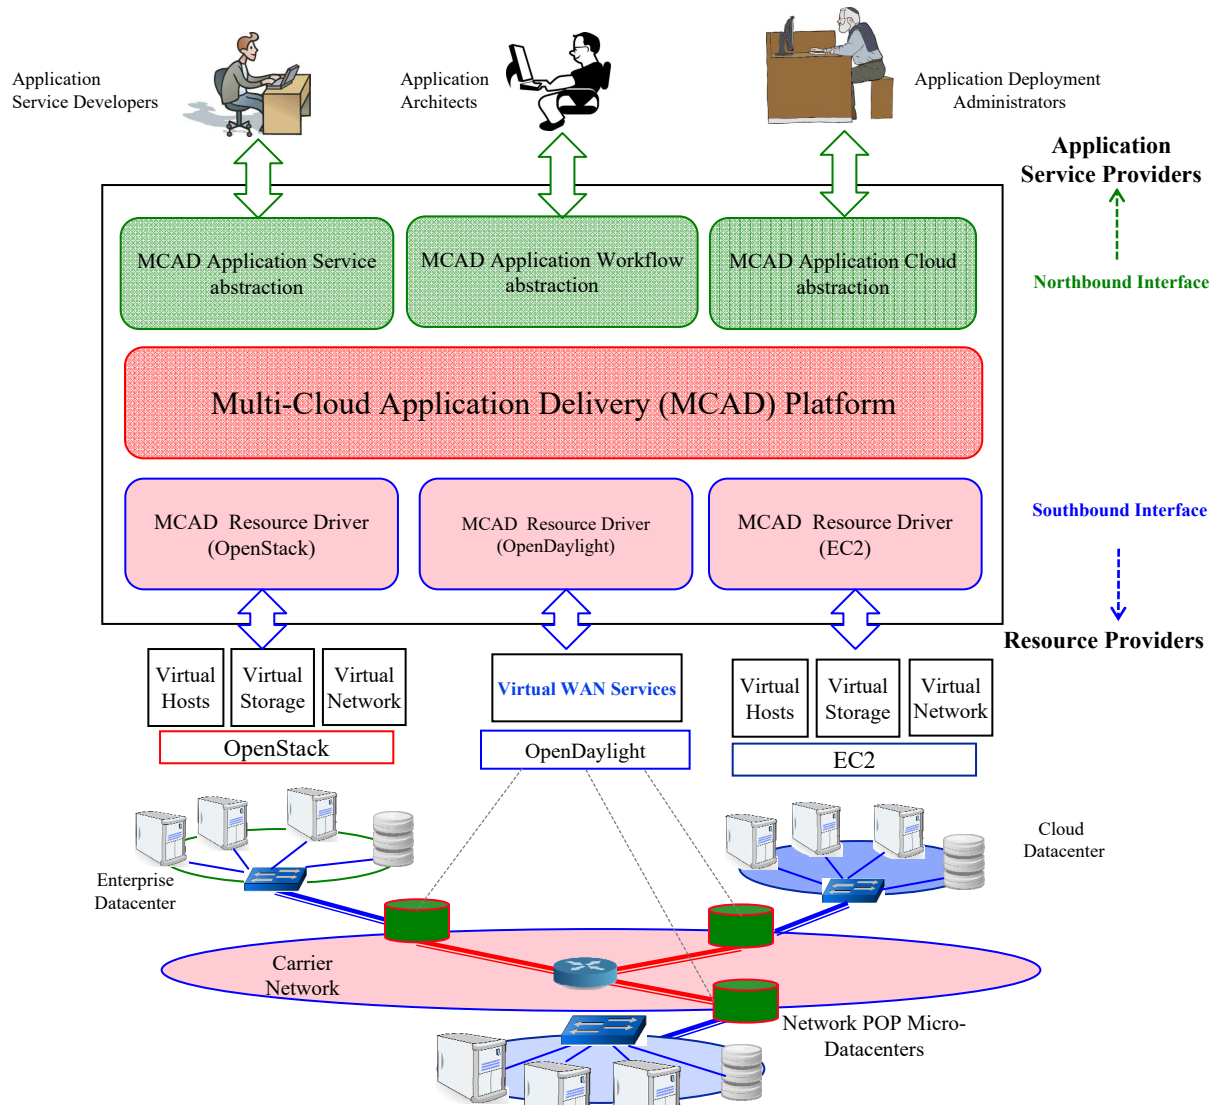 Application
Service Developers
Application
Architects
Application Deployment
Administrators
Application
Service Providers
MCAD Application Service
abstraction
MCAD Application Workflow
abstraction
MCAD Application Cloud
abstraction
Northbound Interface
Multi-Cloud Application Delivery (MCAD) Platform
MCAD  Resource Driver
(OpenStack)
MCAD  Resource Driver
(OpenDaylight)
MCAD  Resource Driver
(EC2)
Southbound Interface
Resource Providers
Virtual
Hosts
Virtual
Storage
Virtual
Network
Virtual WAN Services
Virtual
Hosts
Virtual
Storage
Virtual
Network
OpenStack
OpenDaylight
EC2
Enterprise
Datacenter
Cloud
Datacenter
Carrier
Network
Network POP Micro-
Datacenters